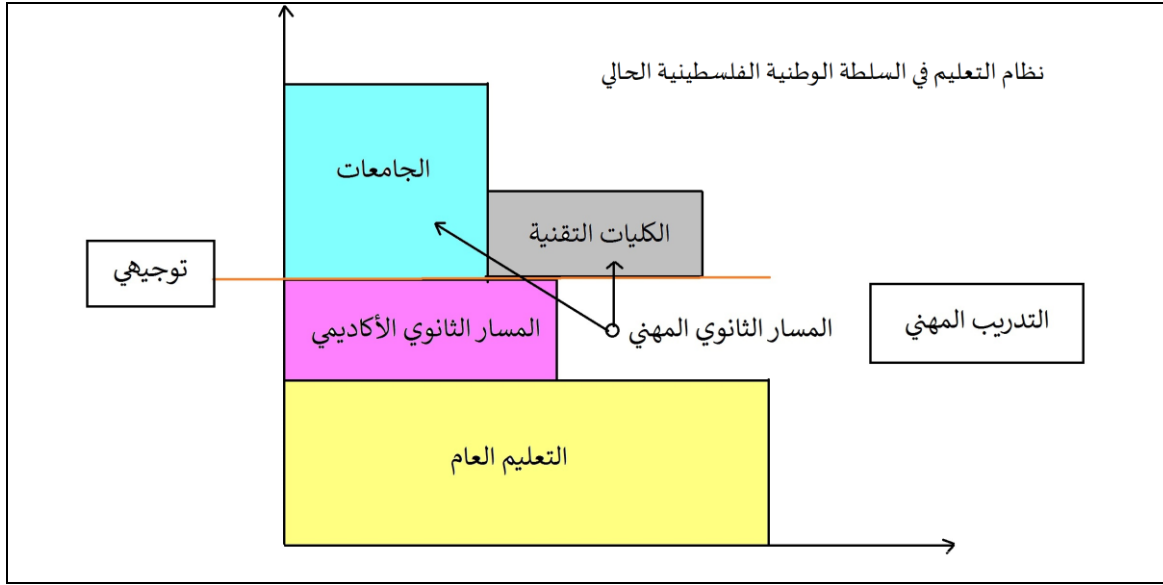 نظام التعليم في السلطة الوطنية الفلسطينية الحالي
الجامعات
الكليات التقنية
توجيهي
التدريب المهني
المسار الثانوي المهني
المسار الثانوي الأكاديمي
التعليم العام